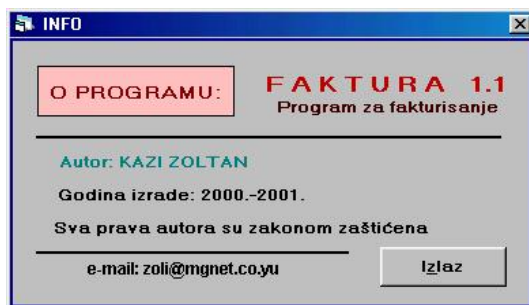 INFO
O PROGRAMU:
FAKTURA 1.1
Program za fakturisanje
Autor: KAZI ZOLTAN
Godina izrade: 2000.-2001.
Sva prava autora su zakonom zaštićena
e-mail: zoli@mgnet.co.yu
Izlaz